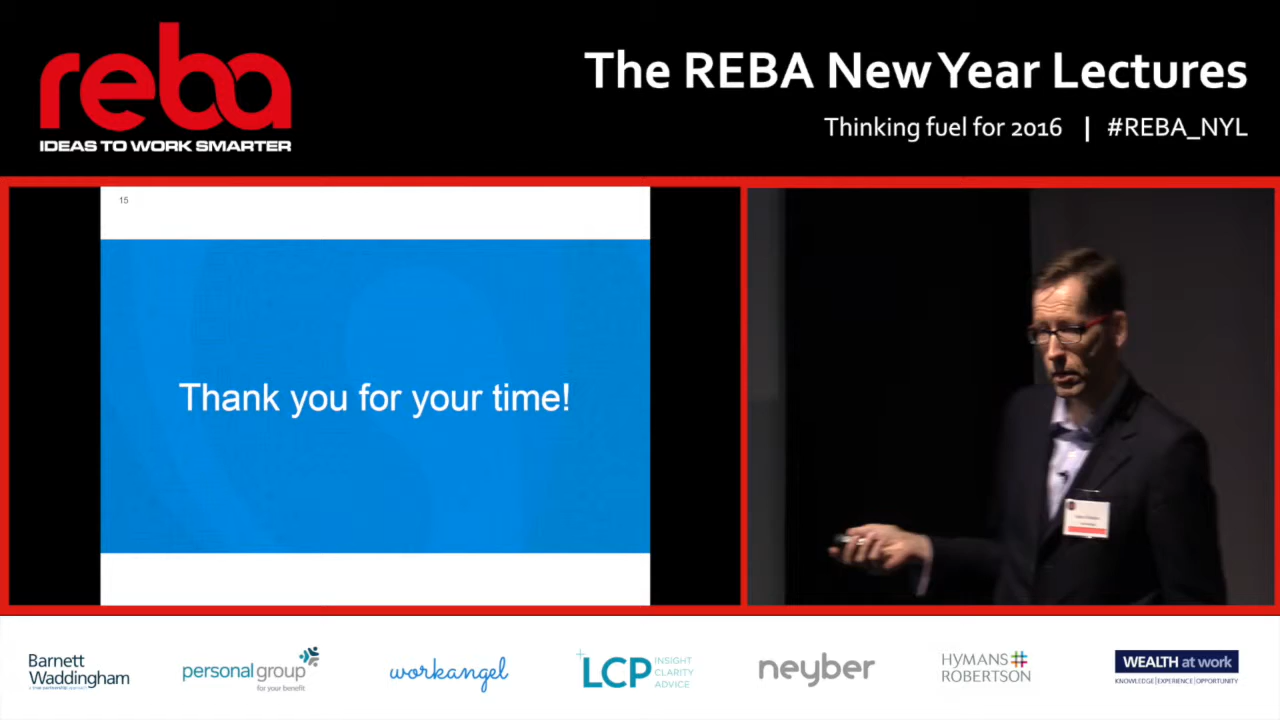 reba
IDEAS TO WORK SMARTER
The REBA New Year Lectures
Thinking fuel for 2016 | #REBA_NYL
15
Thank you for your time!
Barnett
Waddingham
personal group
for your benefit
workangel
LCP INSIGHT
CLARITY
ADVICE
neyber
HYMANS
ROBERTSON
WEALTH at work
KNOWLEDGE|EXPERIENCE|OPPORTUNITY